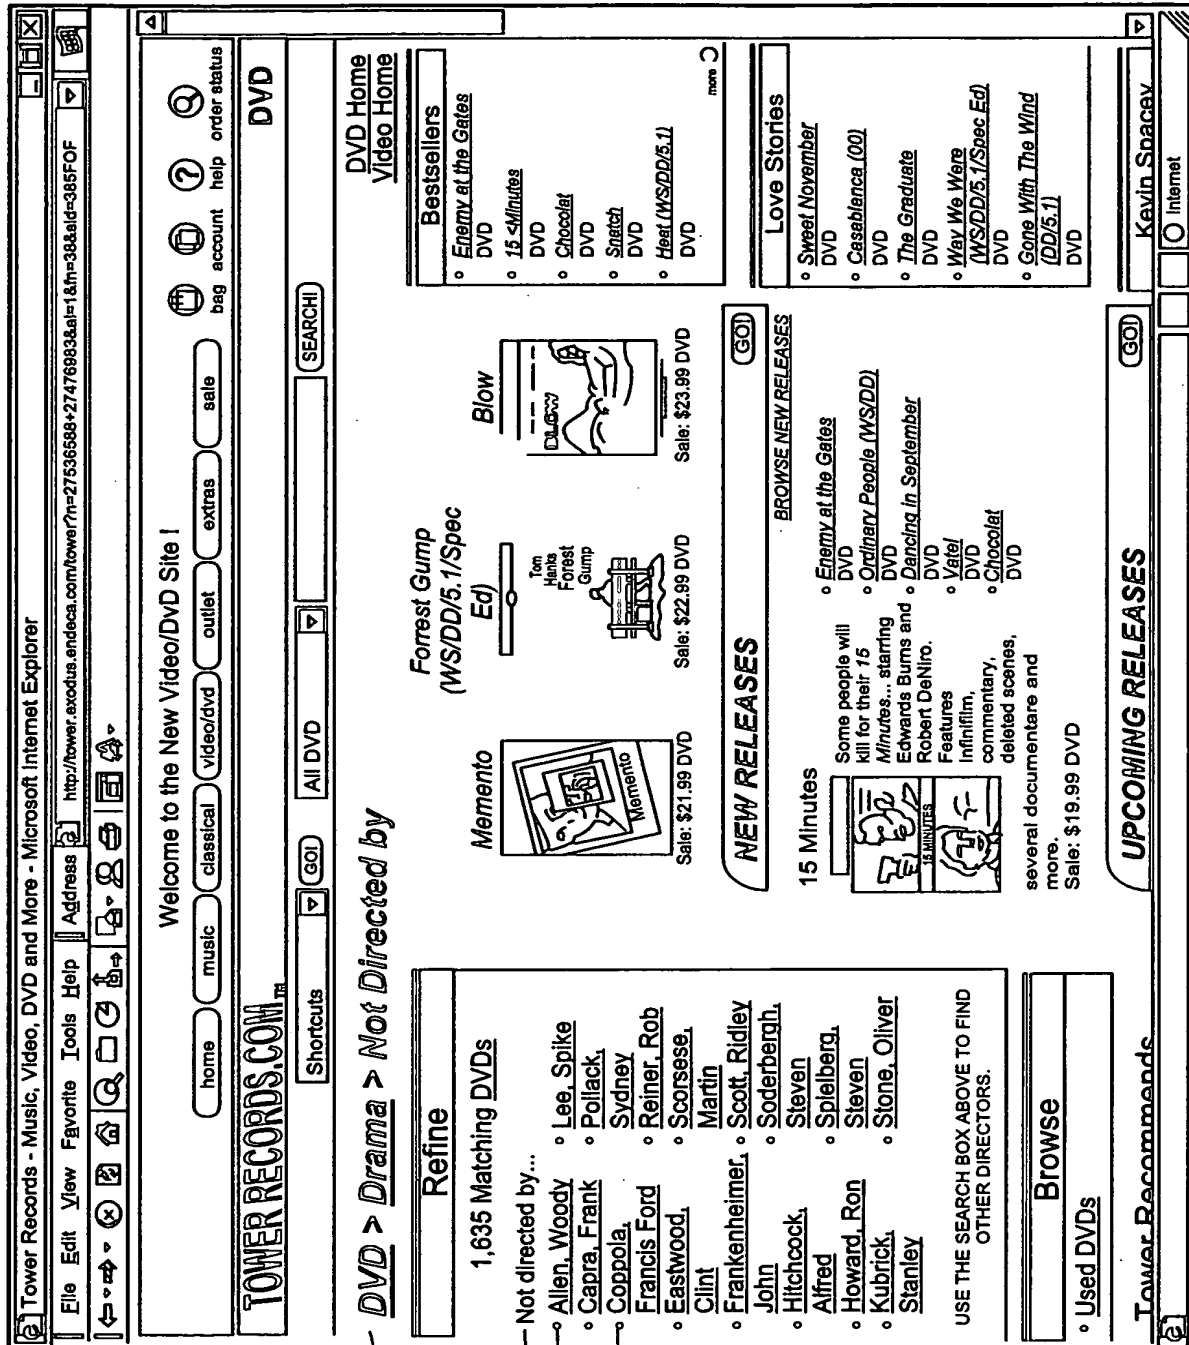 Tower Records - Music, Video, DVD and More - Microsoft Internet Explorer
File Edit View Favorite Tools Help Address http://tower.exodus.endeca.com/tower?n=27536588+27476983&al=1&fh=38&sid=385FOF
Welcome to the New Video/DVD Site !
home music classical video/dvd outlet extras sale
bag account help order status
TOWER RECORDS.COM TM
DVD
Shortcuts GO! All DVD SEARCH!
DVD > Drama > Not Directed by
DVD Home
Video Home
Refine
1,635 Matching DVDs
Not directed by...
Allen, Woody
Capra, Frank
Coppola,
Francis Ford
Eastwood,
Clint
Frankenheimer,
John
Hitchcock,
Alfred
Howard, Ron
Kubrick,
Stanley
Lee, Spike
Pollack,
Sydney
Reiner, Rob
Scorsese,
Martin
Scott, Ridley
Soderbergh,
Steven
Spielberg,
Steven
Stone, Oliver
USE THE SEARCH BOX ABOVE TO FIND
OTHER DIRECTORS.
Browse
Used DVDs
Tower Recommends
Memento
Memento
Sale: $21.99 DVD
Forrest Gump
(WS/DD/5.1/Spec
Ed)
Tom
Hanks
Forest
Gump
Sale: $22.99 DVD
Blow
BLOW
Sale: $23.99 DVD
NEW RELEASES GO!
BROWSE NEW RELEASES
15 Minutes
15 MINUTES
Some people will
kill for their 15
Minutes... starring
Edwards Burns and
Robert DeNiro.
Features
Infinifilm,
commentary,
deleted scenes,
several documentare and
more.
Sale: $19.99 DVD
Enemy at the Gates
DVD
Ordinary People (WS/DD)
DVD
Dancing in September
DVD
Vatel
DVD
Chocolat
DVD
UPCOMING RELEASES GO!
Bestsellers
Enemy at the Gates
DVD
15 <Minutes
DVD
Chocolat
DVD
Snatch
DVD
Heat (WS/DD/5.1)
DVD
more
Love Stories
Sweet November
DVD
Casablanca (00)
DVD
The Graduate
DVD
Way We Were
(WS/DD/5.1/Spec Ed)
DVD
Gone With The Wind
(DD/5.1)
DVD
Kevin Spacey
Internet